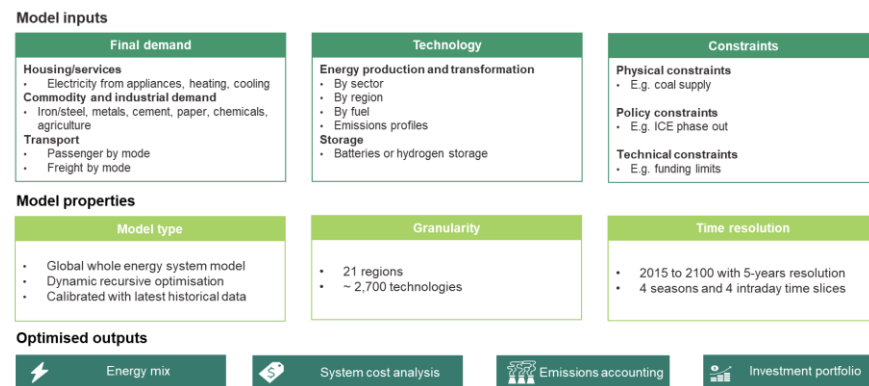 Model inputs
Final demand
Housing/services
• Electricity from appliances, heating, cooling
Commodity and industrial demand
• Iron/steel, metals, cement, paper, chemicals,
agriculture
Transport
• Passenger by mode
• Freight by mode
Technology
Energy production and transformation
• By sector
• By region
• By fuel
• Emissions profiles
Storage
• Batteries or hydrogen storage
Constraints
Physical constraints
• E.g. coal supply
Policy constraints
• E.g. ICE phase out
Technical constraints
• E.g. funding limits
Model properties
Model type
• Global whole energy system model
• Dynamic recursive optimisation
• Calibrated with latest historical data
Granularity
• 21 regions
• ~ 2,700 technologies
Time resolution
• 2015 to 2100 with 5-years resolution
• 4 seasons and 4 intraday time slices
Optimised outputs
Energy mix
System cost analysis
Emissions accounting
Investment portfolio